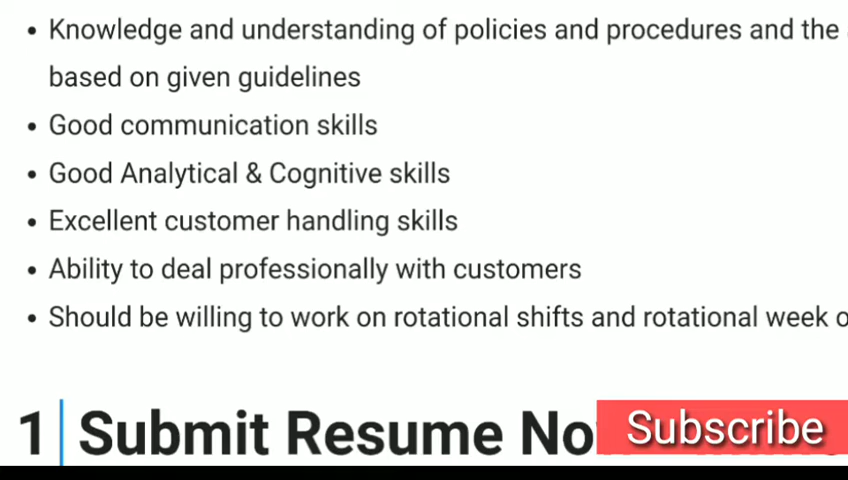 • Knowledge and understanding of policies and procedures and the
based on given guidelines
• Good communication skills
• Good Analytical & Cognitive skills
• Excellent customer handling skills
• Ability to deal professionally with customers
• Should be willing to work on rotational shifts and rotational week
1 Submit Resume
Subscribe